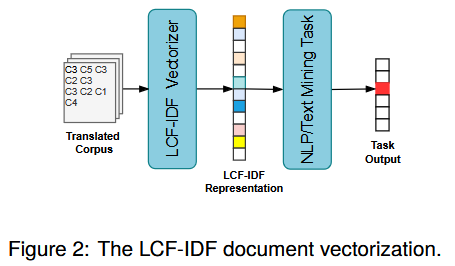 C3 C5 C3
C2 C3
C3 C2 C1
C4
Translated
Corpus
LCF-IDF Vectorizer
LCF-IDF
Representation
NLP/Text Mining Task
Task
Output
Figure 2: The LCF-IDF document vectorization.